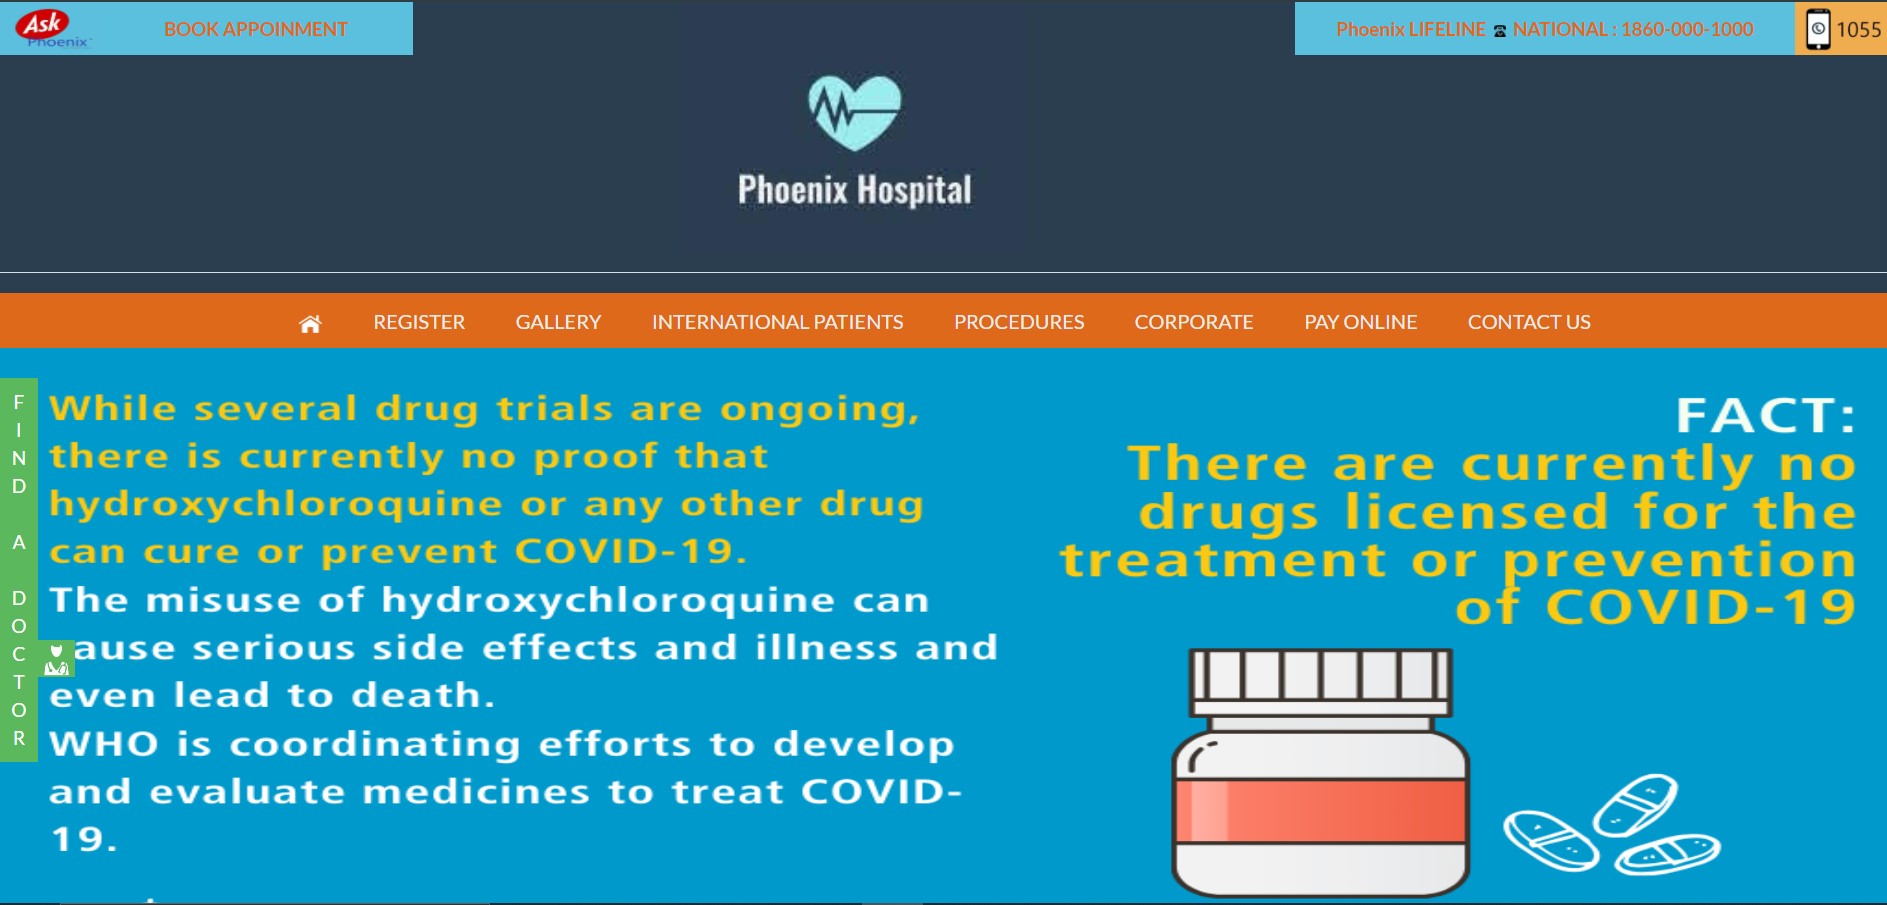 Ask
Phoenix
BOOK APPOINMENT
Phoenix LIFELINE ☎ NATIONAL : 1860-000-1000
1055
Phoenix Hospital
REGISTER GALLERY INTERNATIONAL PATIENTS PROCEDURES CORPORATE PAY ONLINE CONTACT US
FIND A DOCTOR
While several drug trials are ongoing,
there is currently no proof that
hydroxychloroquine or any other drug
can cure or prevent COVID-19.
The misuse of hydroxychloroquine can
ause serious side effects and illness and
even lead to death.
WHO is coordinating efforts to develop
and evaluate medicines to treat COVID-
19.
FACT:
There are currently no
drugs licensed for the
treatment or prevention
of COVID-19